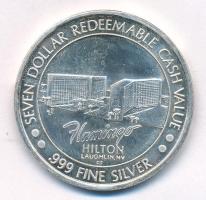 SEVEN DOLLAR REDEEMABLE CASH VALUE
Flamingo
HILTON
LAUGHLIN, NV
.999 FINE SILVER